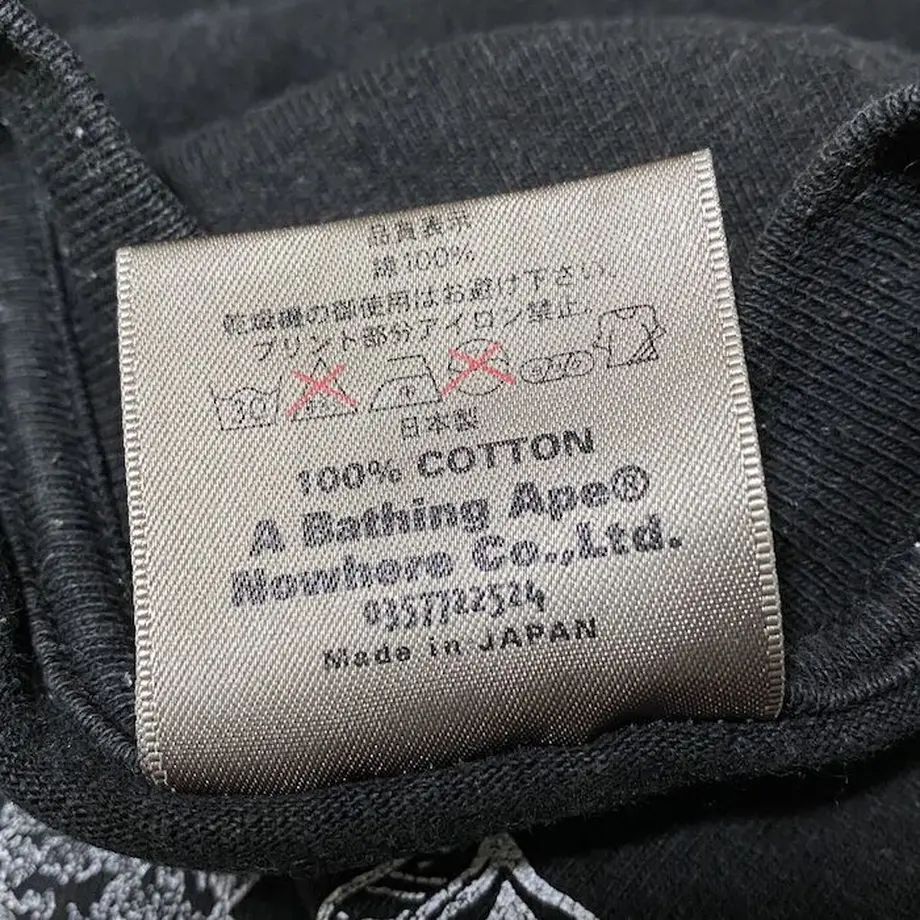 品質表示
綿100%
乾燥機の御使用はお避け下さい.
プリント部分アイロン禁止.
30
日本製
100% COTTON
A Bathing Ape®
Nowhere Co.,Ltd.
0357722524
Made in JAPAN